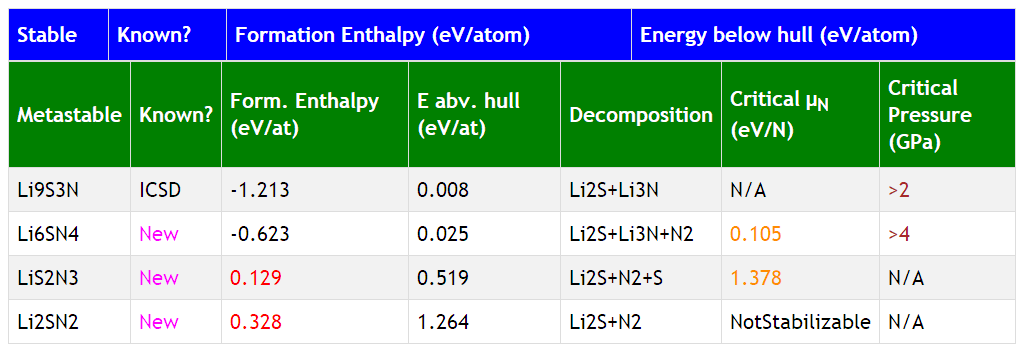 Stable Known? Formation Enthalpy (eV/atom) Energy below hull (eV/atom)
Metastable Known? Form. Enthalpy (eV/at) E abv. hull (eV/at) Decomposition Critical μN (eV/N) Critical Pressure (GPa)
Li9S3N ICSD -1.213 0.008 Li2S+Li3N N/A >2
Li6SN4 New -0.623 0.025 Li2S+Li3N+N2 0.105 >4
LiS2N3 New 0.129 0.519 Li2S+N2+S 1.378 N/A
Li2SN2 New 0.328 1.264 Li2S+N2 NotStabilizable N/A